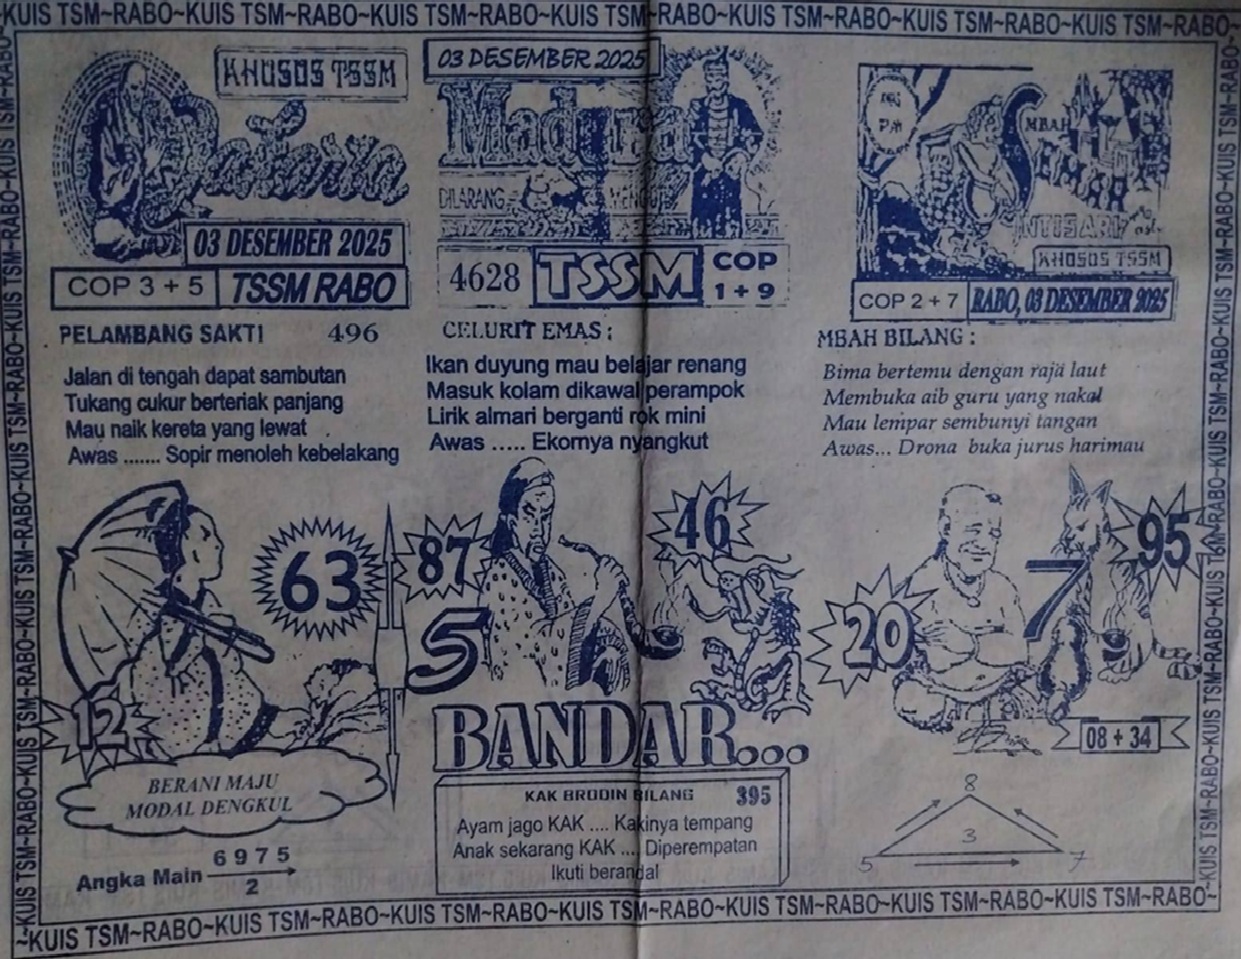 ~KUIS TSM~RABO~KUIS TSM~RABO~KUIS TSM~RABO~KUIS TSM~RABO~KUIS TSM~RABO~KUIS TSM~RABO~
KHUSUS TSSM
03 DESEMBER 2025
COP 3 + 5
TSSM RABO
PELAMBANG SAKTI 496
Jalan di tengah dapat sambutan
Tukang cukur berteriak panjang
Mau naik kereta yang lewat
Awas ....... Sopir menoleh kebelakang
63
12
BERANI MAJU
MODAL DENGKUL
Angka Main
6 9 7 5
2
03 DESEMBER 2025
Madura
DILARANG
4628
TSSM
COP
1 + 9
CELURIT EMAS :
Ikan duyung mau belajar renang
Masuk kolam dikawal perampok
Lirik almari berganti rok mini
Awas ..... Ekornya nyangkut
87
46
5
BANDAR...
KAK BRODIN BILANG 395
Ayam jago KAK .... Kakinya tempang
Anak sekarang KAK .... Diperempatan
Ikuti berandal
MBAH
KHUSUS TSSM
COP 2 + 7
RABO, 03 DESEMBER 2025
MBAH BILANG :
Bima bertemu dengan raja laut
Membuka aib guru yang nakal
Mau lempar sembunyi tangan
Awas... Drona buka jurus harimau
95
7
20
08 + 34
8
3
5
7
~KUIS TSM~RABO~KUIS TSM~RABO~KUIS TSM~RABO~KUIS TSM~RABO~KUIS TSM~RABO~KUIS TSM~RABO~